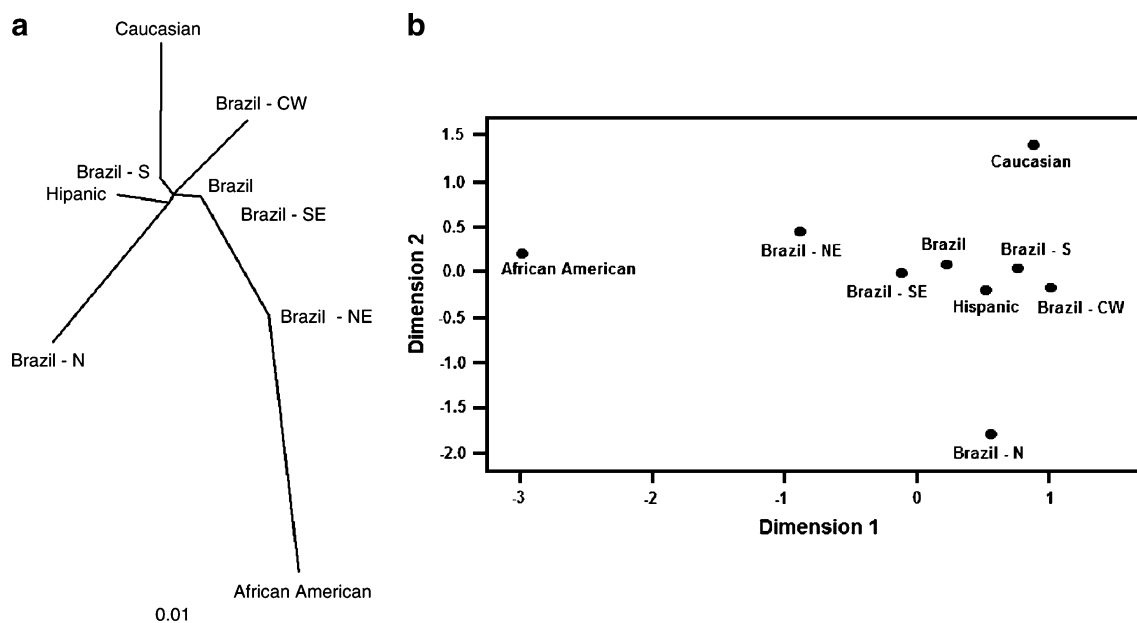 a
Caucasian
Brazil - CW
Brazil - S
Hipanic
Brazil
Brazil - SE
Brazil - NE
Brazil - N
African American
0.01
b
Dimension 2
1.5
1.0
0.5
0.0
-0.5
-1.0
-1.5
-2.0
Caucasian
African American
Brazil - NE
Brazil - SE
Brazil
Hispanic
Brazil - S
Brazil - CW
Brazil - N
-3
-2
-1
0
1
Dimension 1